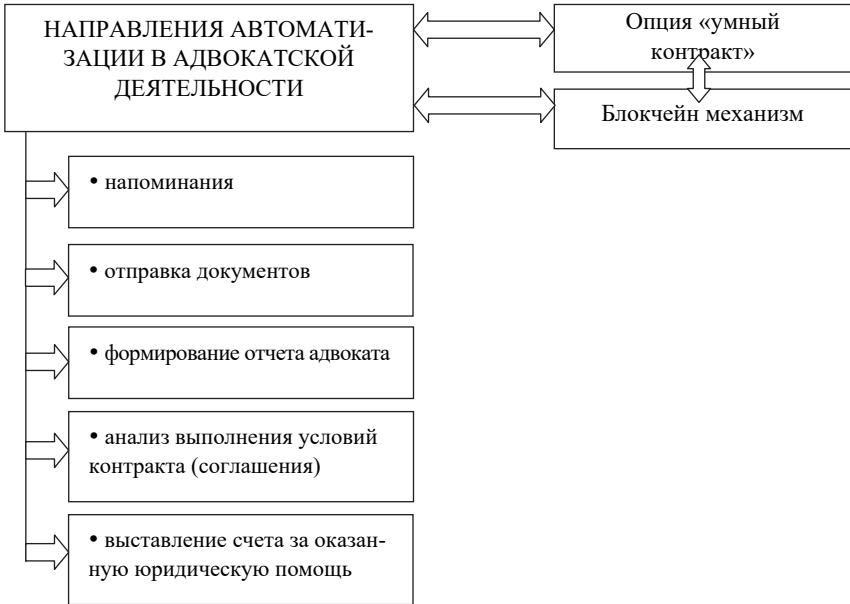 НАПРАВЛЕНИЯ АВТОМАТИ-
ЗАЦИИ В АДВОКАТСКОЙ
ДЕЯТЕЛЬНОСТИ
Опция «умный
контракт»
Блокчейн механизм
• напоминания
• отправка документов
• формирование отчета адвоката
• анализ выполнения условий
контракта (соглашения)
• выставление счета за оказан-
ную юридическую помощь